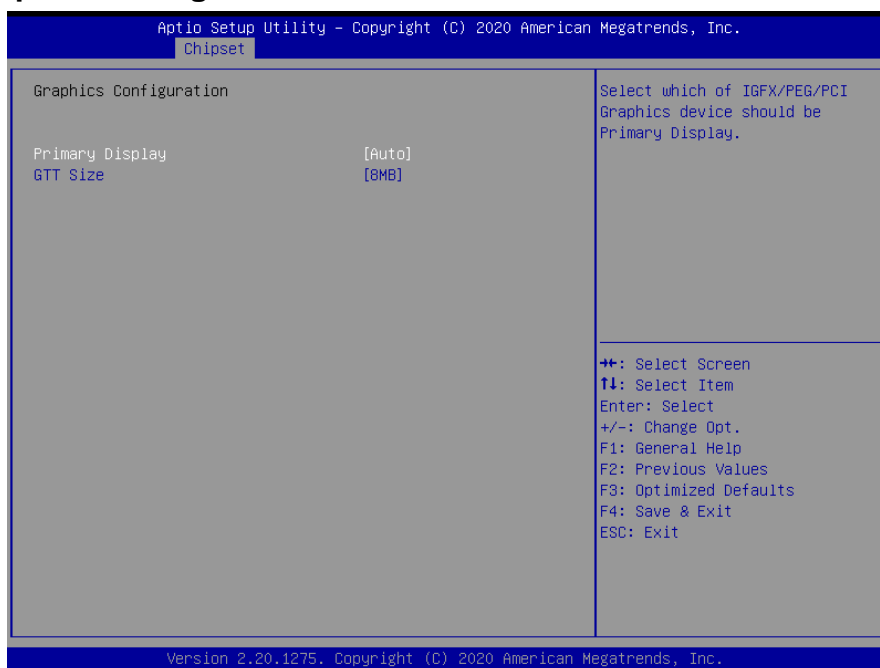 Aptio Setup Utility – Copyright (C) 2020 American Megatrends, Inc.
Chipset
Graphics Configuration
Primary Display [Auto]
GTT Size [8MB]
Select which of IGFX/PEG/PCI
Graphics device should be
Primary Display.
→←: Select Screen
↑↓: Select Item
Enter: Select
+/-: Change Opt.
F1: General Help
F2: Previous Values
F3: Optimized Defaults
F4: Save & Exit
ESC: Exit
Version 2.20.1275. Copyright (C) 2020 American Megatrends, Inc.